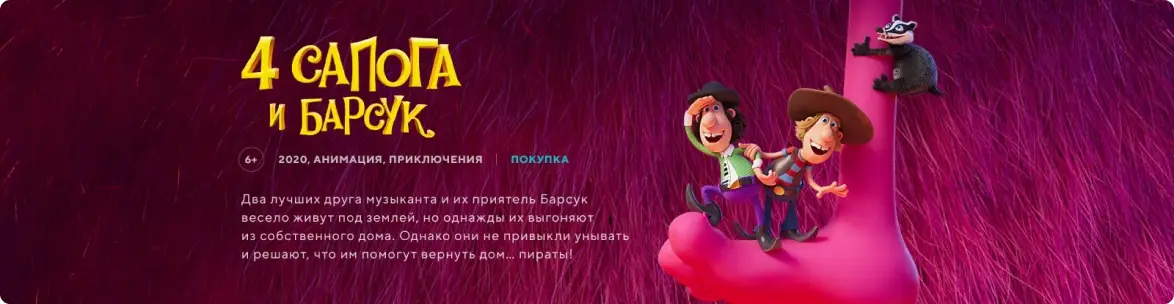 4 САПОГА
И БАРСУК
6+ 2020, АНИМАЦИЯ, ПРИКЛЮЧЕНИЯ | ПОКУПКА
Два лучших друга музыканта и их приятель Барсук
весело живут под землей, но однажды их выгоняют
из собственного дома. Однако они не привыкли унывать
и решают, что им помогут вернуть дом... пираты!